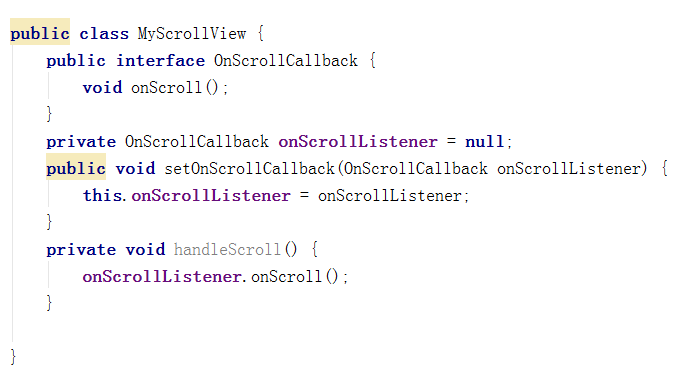 public class MyScrollView {
    public interface OnScrollCallback {
        void onScroll();
    }
    private OnScrollCallback onScrollListener = null;
    public void setOnScrollCallback(OnScrollCallback onScrollListener) {
        this.onScrollListener = onScrollListener;
    }
    private void handleScroll() {
        onScrollListener.onScroll();
    }
}